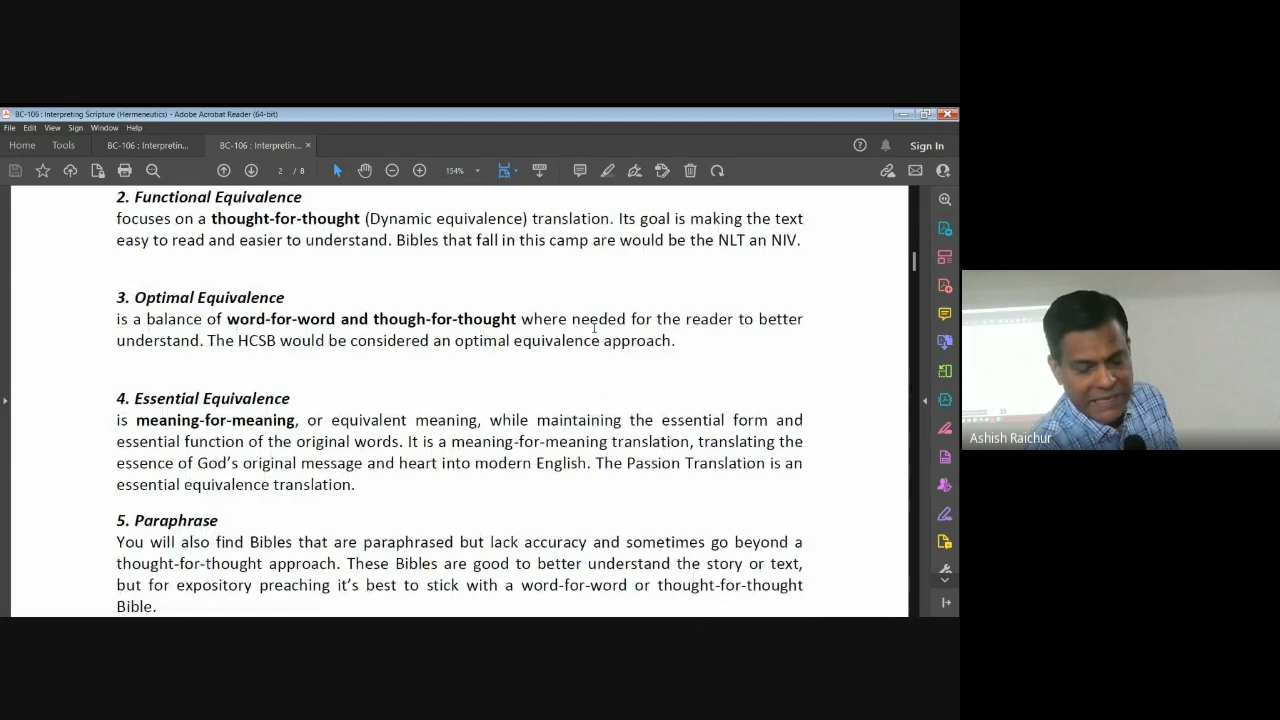 BC-106 : Interpreting Scripture (Hermeneutics) - Adobe Acrobat Reader (64-bit)
File Edit View Sign Window Help
Home Tools BC-106 : Interpretin... BC-106 : Interpretin... × Sign In
2 / 8 154%
2. Functional Equivalence
focuses on a thought-for-thought (Dynamic equivalence) translation. Its goal is making the text
easy to read and easier to understand. Bibles that fall in this camp are would be the NLT an NIV.
3. Optimal Equivalence
is a balance of word-for-word and though-for-thought where needed for the reader to better
understand. The HCSB would be considered an optimal equivalence approach.
4. Essential Equivalence
is meaning-for-meaning, or equivalent meaning, while maintaining the essential form and
essential function of the original words. It is a meaning-for-meaning translation, translating the
essence of God's original message and heart into modern English. The Passion Translation is an
essential equivalence translation.
5. Paraphrase
You will also find Bibles that are paraphrased but lack accuracy and sometimes go beyond a
thought-for-thought approach. These Bibles are good to better understand the story or text,
but for expository preaching it's best to stick with a word-for-word or thought-for-thought
Bible.
Ashish Raichur